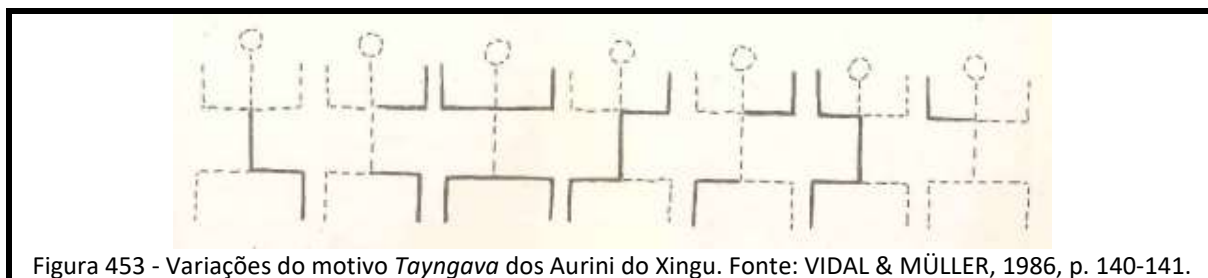 Figura 453 - Variações do motivo Tayngava dos Aurini do Xingu. Fonte: VIDAL & MÜLLER, 1986, p. 140-141.